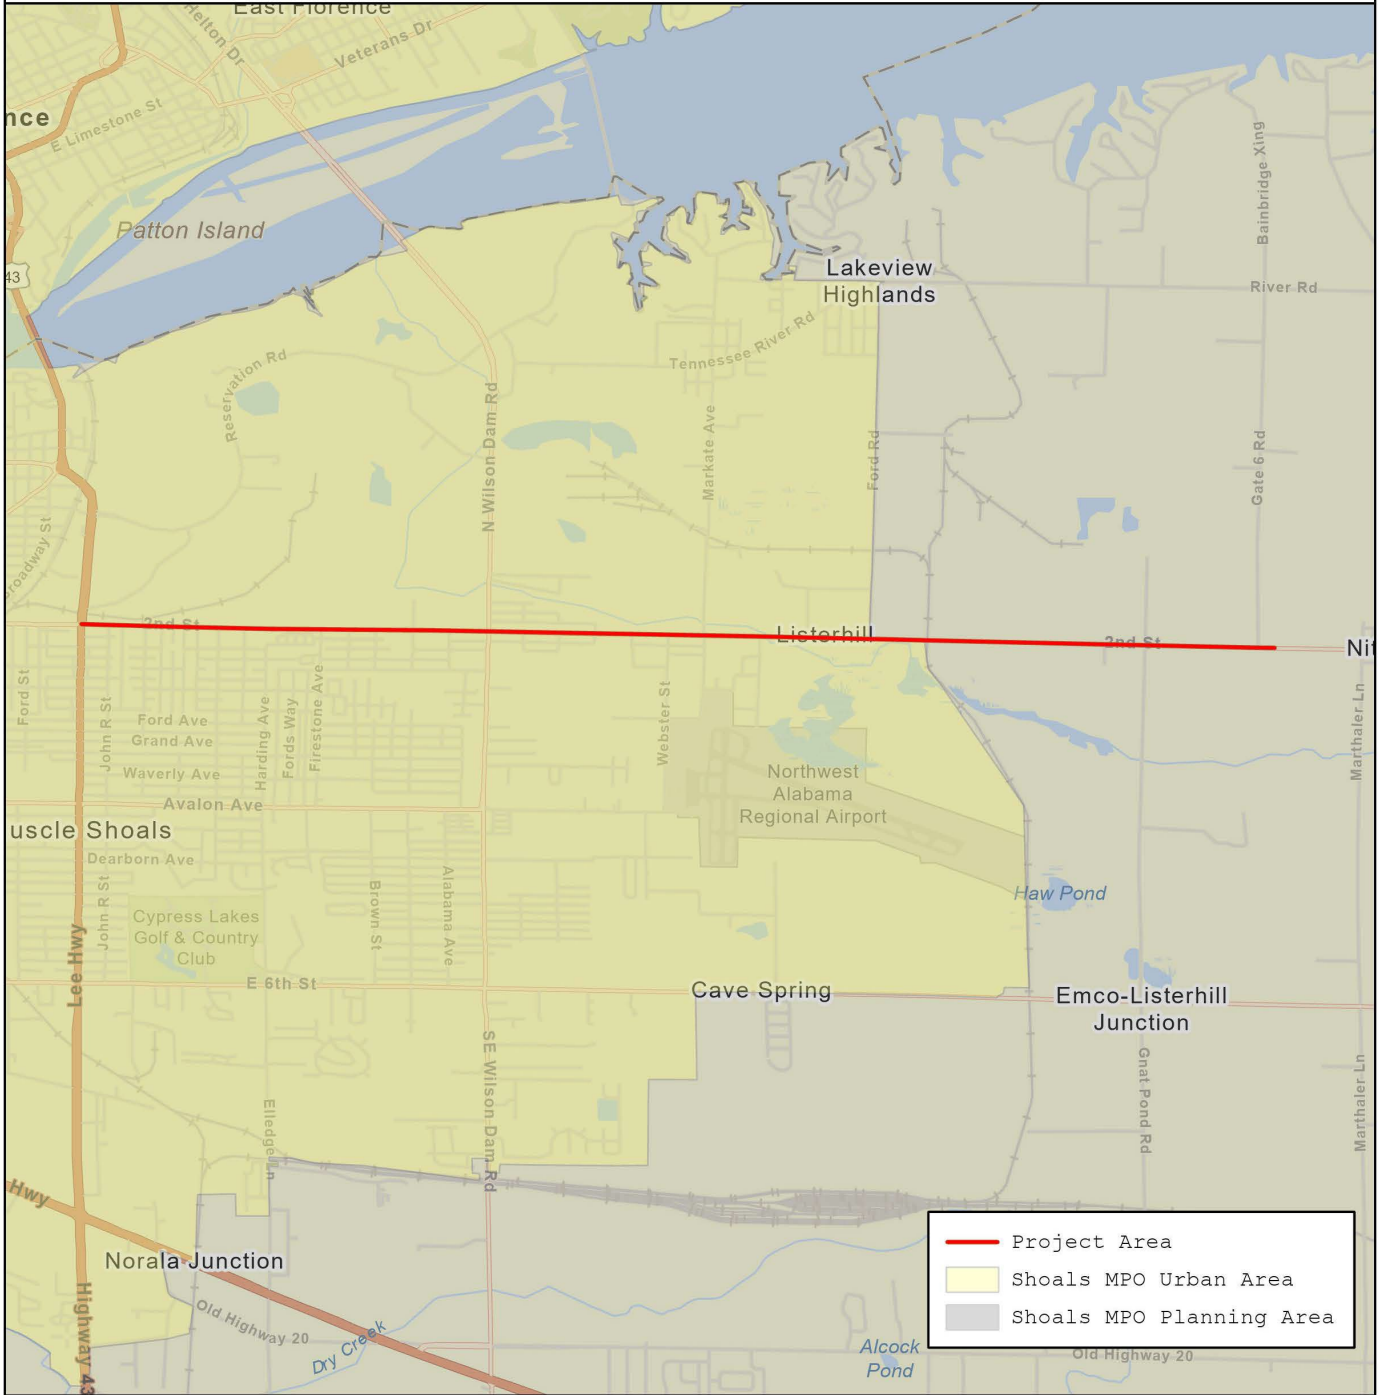 East Florence
Helton Dr
Veterans Dr
nce
E Limestone St
Bainbridge Xing
Patton Island
43
Lakeview
Highlands
River Rd
Tennessee River Rd
Reservation Rd
N Wilson Dam Rd
Markate Ave
Ford Rd
Gate 6 Rd
roadway St
2nd St
Listerhill
2nd St
Nit
Ford St
John R St
Ford Ave
Grand Ave
Harding Ave
Fords Way
Firestone Ave
Webster St
Marthaler Ln
Waverly Ave
Northwest
Alabama
Regional Airport
Avalon Ave
uscle Shoals
Dearborn Ave
John R St
Brown St
Alabama Ave
Haw Pond
Cypress Lakes
Golf & Country
Club
Lee Hwy
E 6th St
Cave Spring
Emco-Listerhill
Junction
SE Wilson Dam Rd
Gnat Pond Rd
Marthaler Ln
Elledge Ln
Hwy
Norala Junction
Highway 43
Old Highway 20
Dry Creek
Alcock
Pond
Old Highway 20
Project Area
Shoals MPO Urban Area
Shoals MPO Planning Area